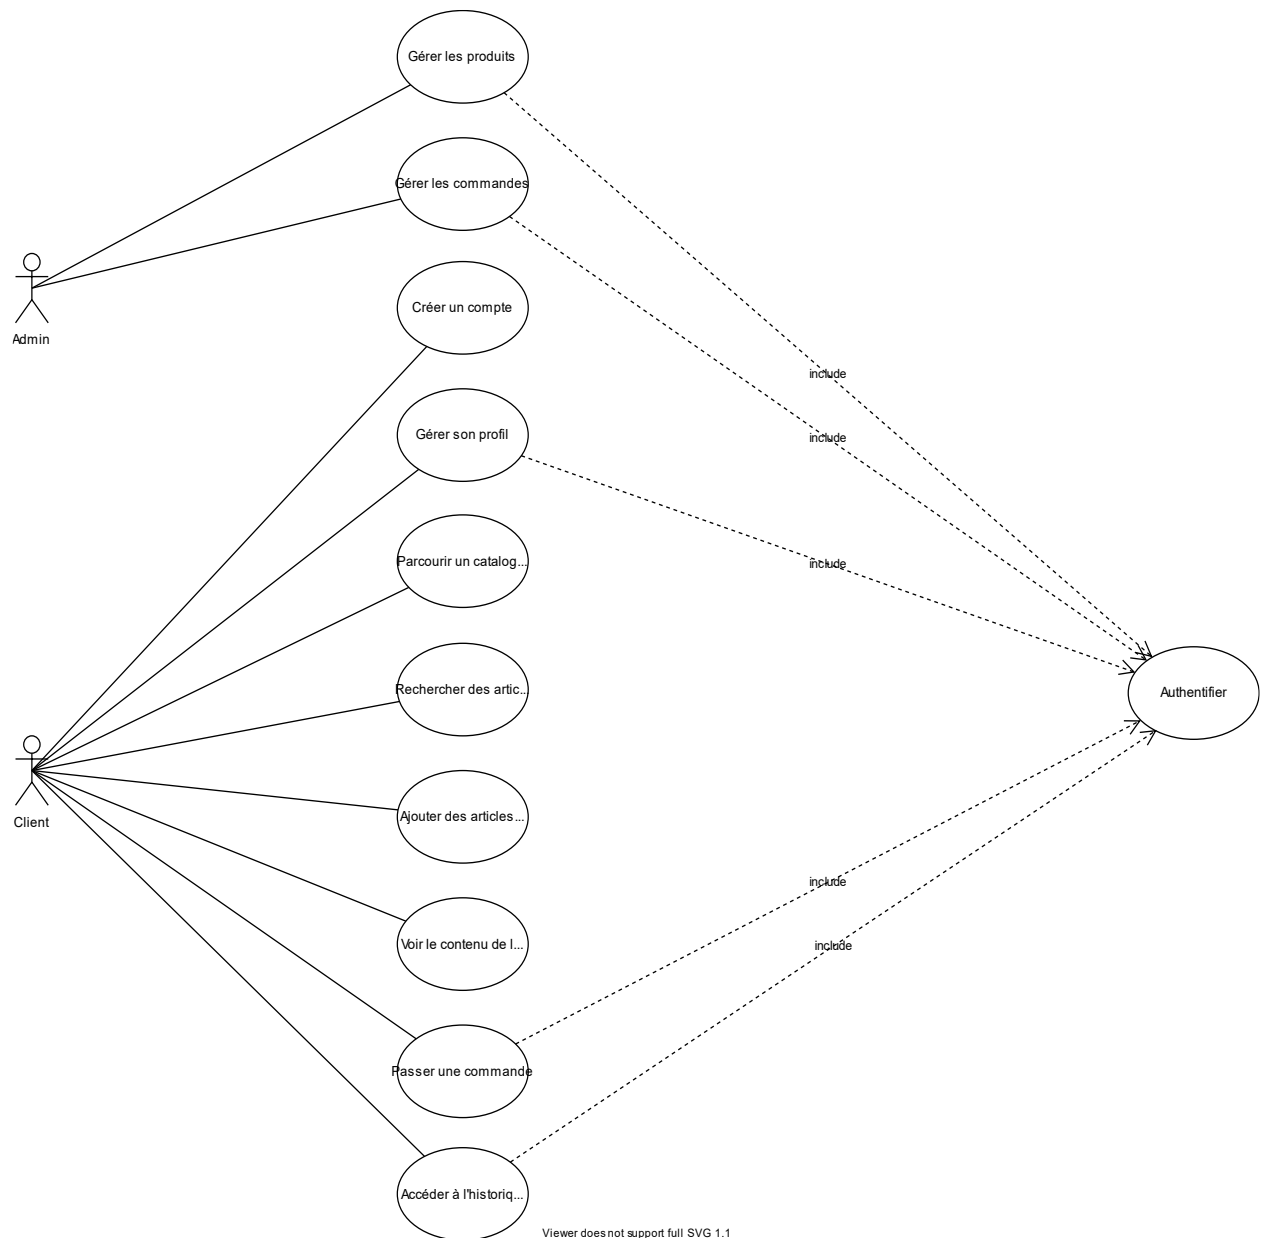 Gérer les produits
Gérer les commandes
Admin
Créer un compte
include
Gérer son profil
include
Parcourir un catalog...
include
Rechercher des artic...
Authentifier
Ajouter des articles...
Client
include
Voir le contenu de l...
include
Passer une commande
Accéder à l'historiq...
Viewer does not support full SVG 1.1